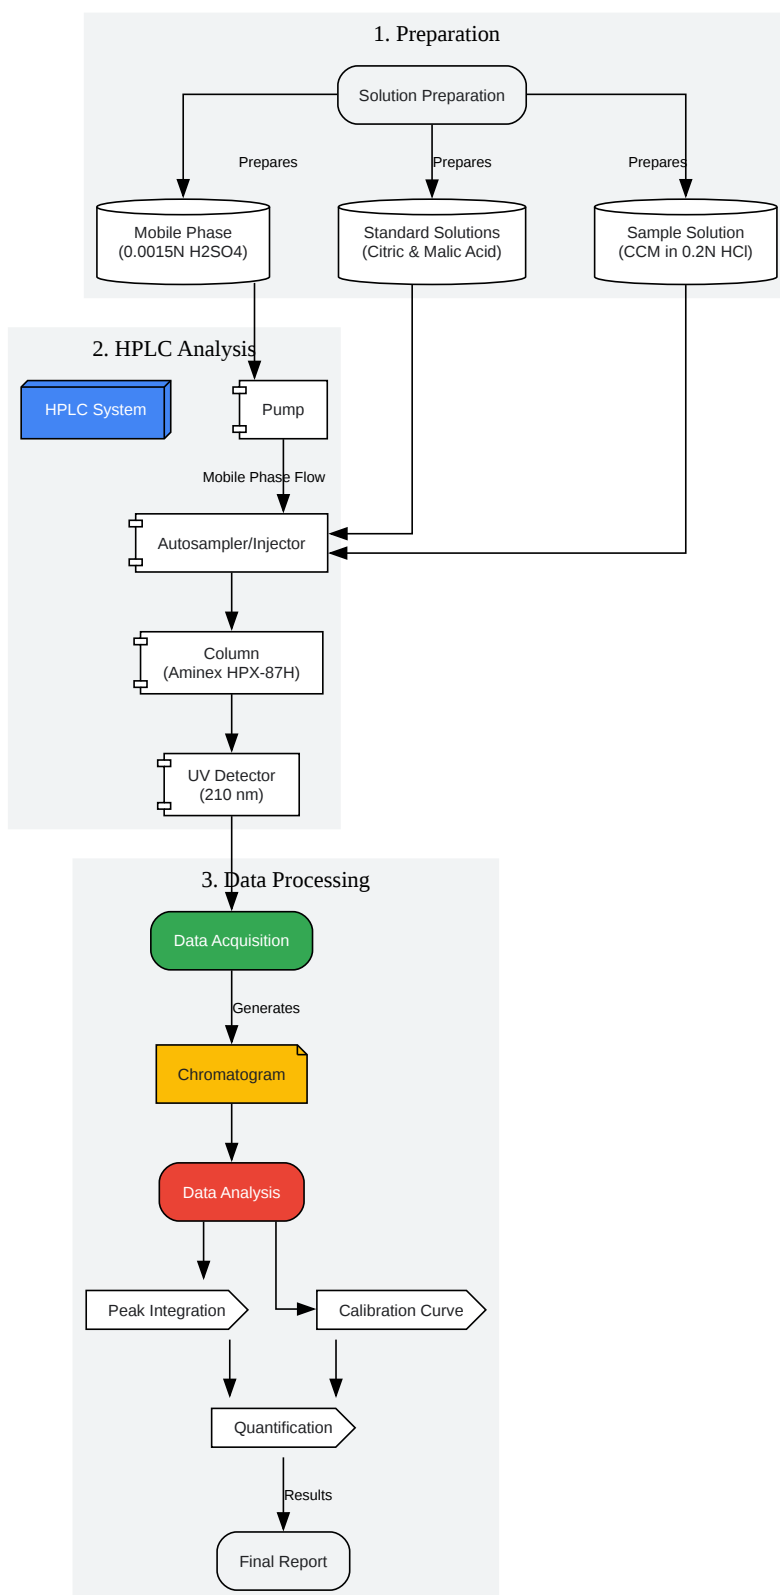 1. Preparation
Solution Preparation
Prepares
Prepares
Prepares
Mobile Phase
(0.0015N H2SO4)
Standard Solutions
(Citric & Malic Acid)
Sample Solution
(CCM in 0.2N HCl)
2. HPLC Analysis
HPLC System
Pump
Mobile Phase Flow
Autosampler/Injector
Column
(Aminex HPX-87H)
UV Detector
(210 nm)
3. Data Processing
Data Acquisition
Generates
Chromatogram
Data Analysis
Peak Integration
Calibration Curve
Quantification
Results
Final Report